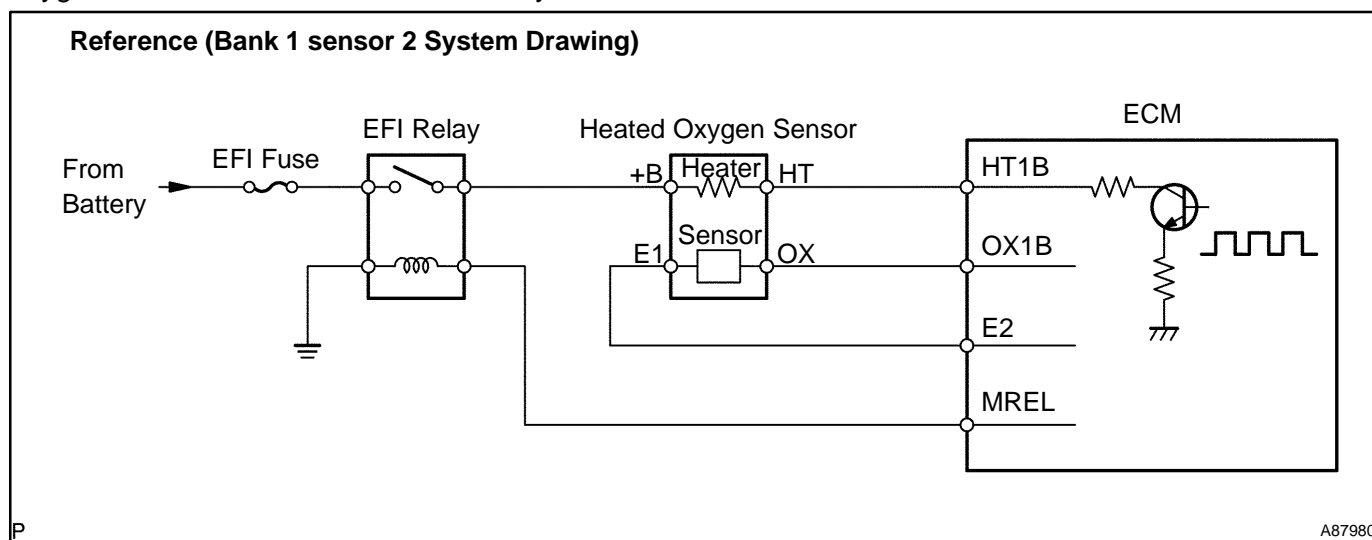 Reference (Bank 1 sensor 2 System Drawing)
ECM
EFI Relay
Heated Oxygen Sensor
From
Battery
EFI Fuse
+B
Heater
HT
HT1B
E1
Sensor
OX
OX1B
E2
MREL
P
A87980